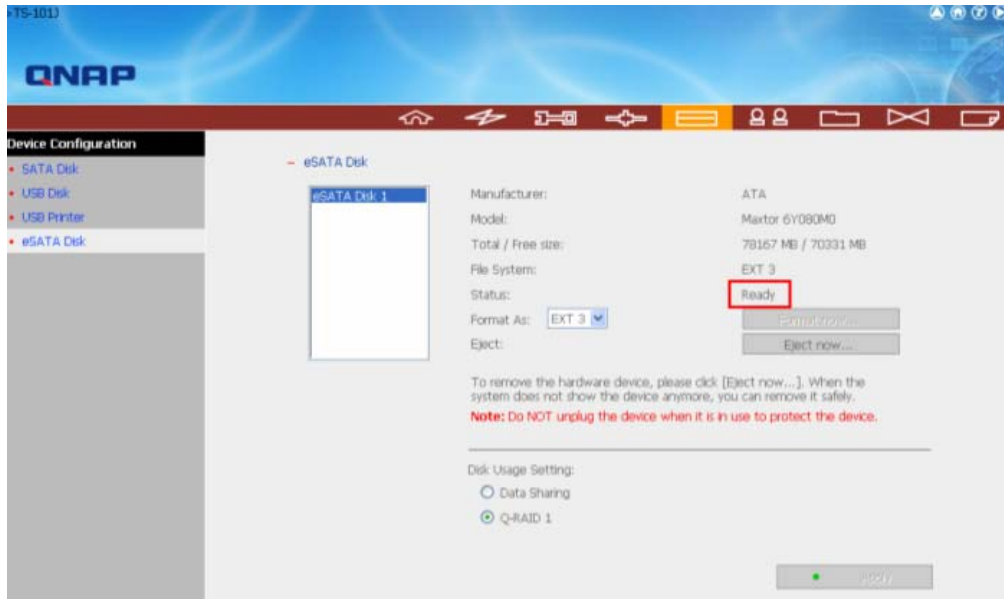 TS-101J
QNAP
Device Configuration
SATA Disk
USB Disk
USB Printer
eSATA Disk
eSATA Disk
eSATA Disk 1
Manufacturer: ATA
Model: Maxtor 6Y080M0
Total / Free size: 78167 MB / 70331 MB
File System: EXT 3
Status: Ready
Format As: EXT 3 Format now...
Eject: Eject now...
To remove the hardware device, please click [Eject now...]. When the
system does not show the device anymore, you can remove it safely.
Note: Do NOT unplug the device when it is in use to protect the device.
Disk Usage Setting:
Data Sharing
Q-RAID 1
Apply